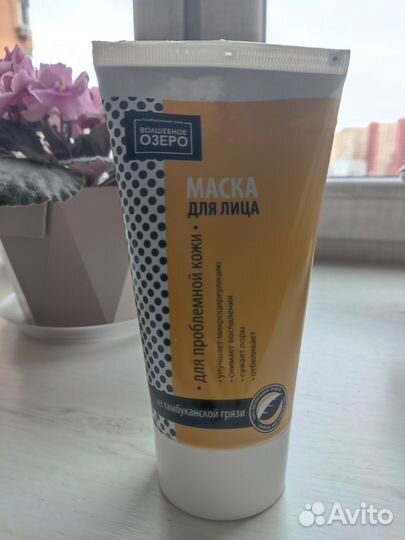 ВОЛШЕБНОЕ
ОЗЕРО
МАСКА
ДЛЯ ЛИЦА
• для проблемной кожи •
• улучшает микроциркуляцию
• снимает воспаления
• сужает поры
• отбеливает
из тамбуканской грязи
Avito